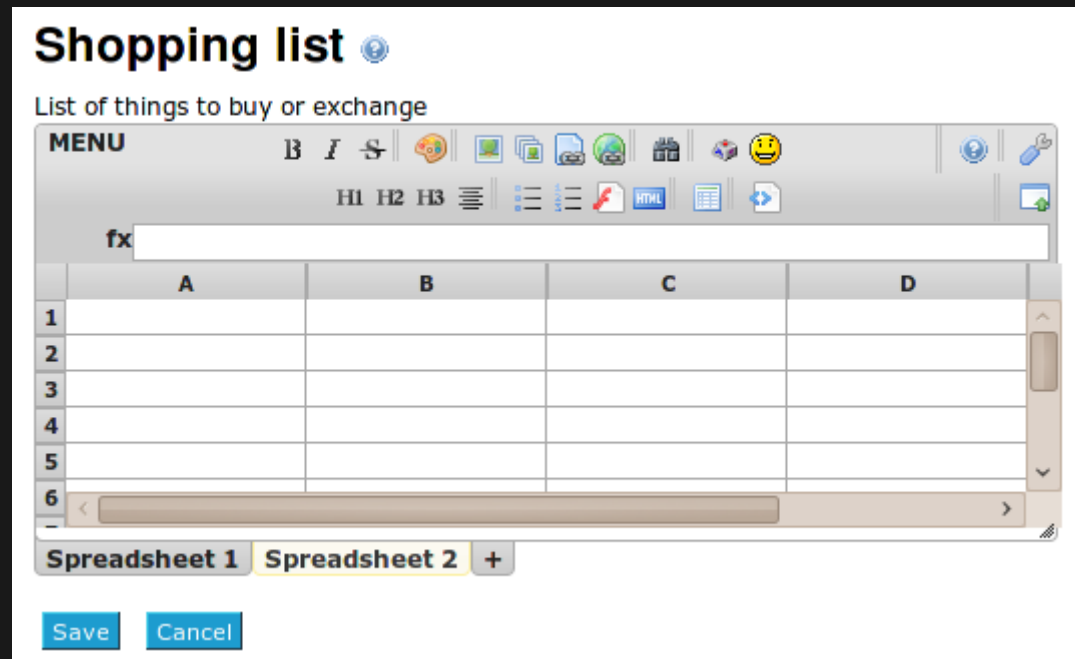 Shopping list
List of things to buy or exchange
MENU B I S
H1 H2 H3 HTML
fx
A B C D
1
2
3
4
5
6
Spreadsheet 1 Spreadsheet 2 +
Save Cancel